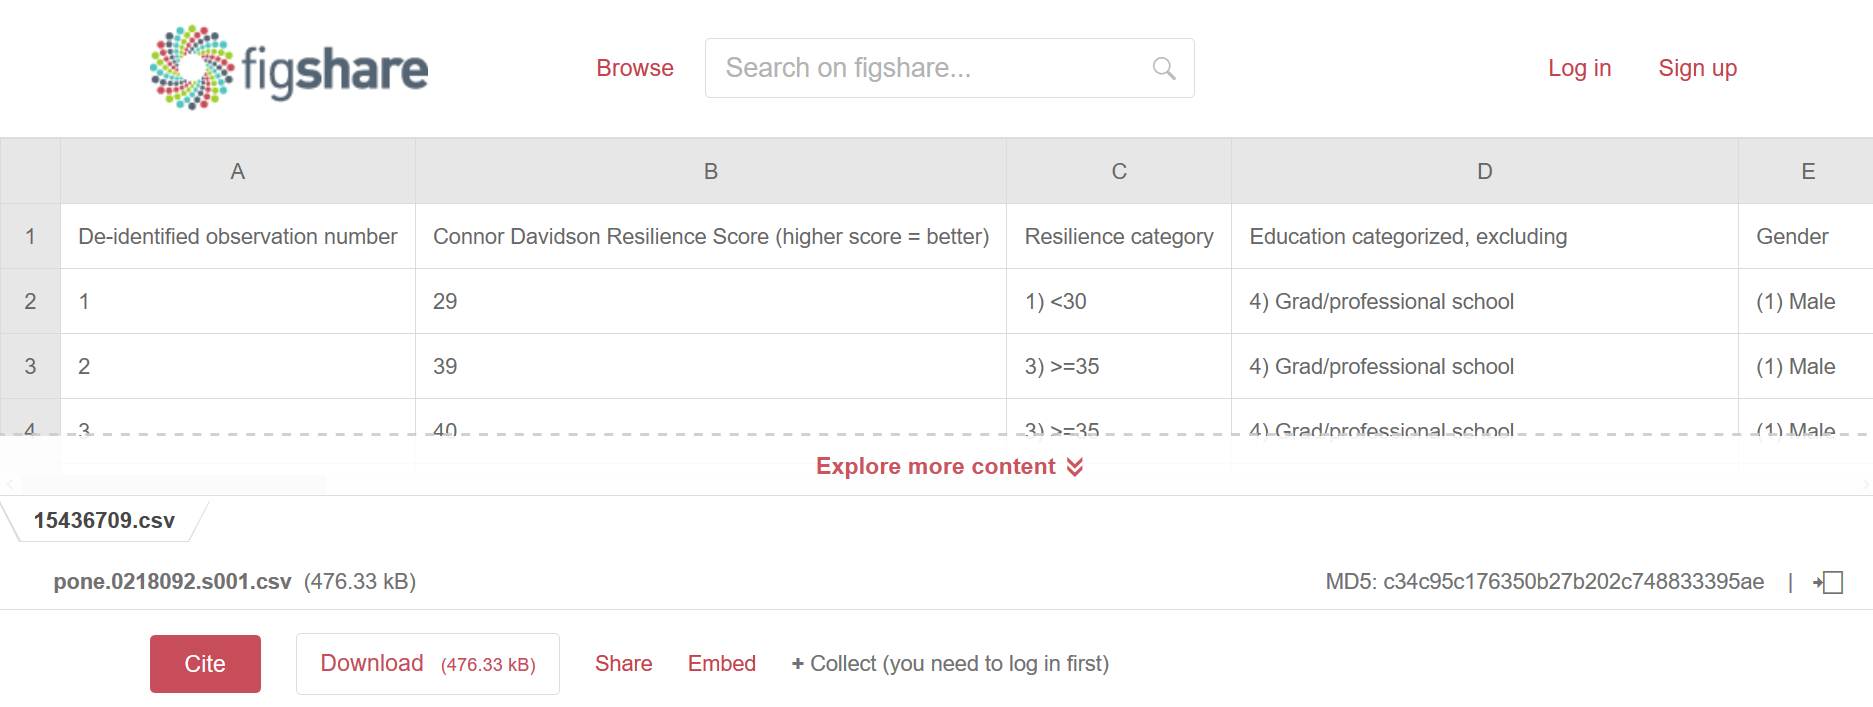 figshare Browse Search on figshare... Log in Sign up
A B C D E
1 De-identified observation number Connor Davidson Resilience Score (higher score = better) Resilience category Education categorized, excluding Gender
2 1 29 1) <30 4) Grad/professional school (1) Male
3 2 39 3) >=35 4) Grad/professional school (1) Male
4 3 40 3) >=35 4) Grad/professional school (1) Male
Explore more content
15436709.csv
pone.0218092.s001.csv (476.33 kB) MD5: c34c95c176350b27b202c748833395ae |
Cite Download (476.33 kB) Share Embed + Collect (you need to log in first)